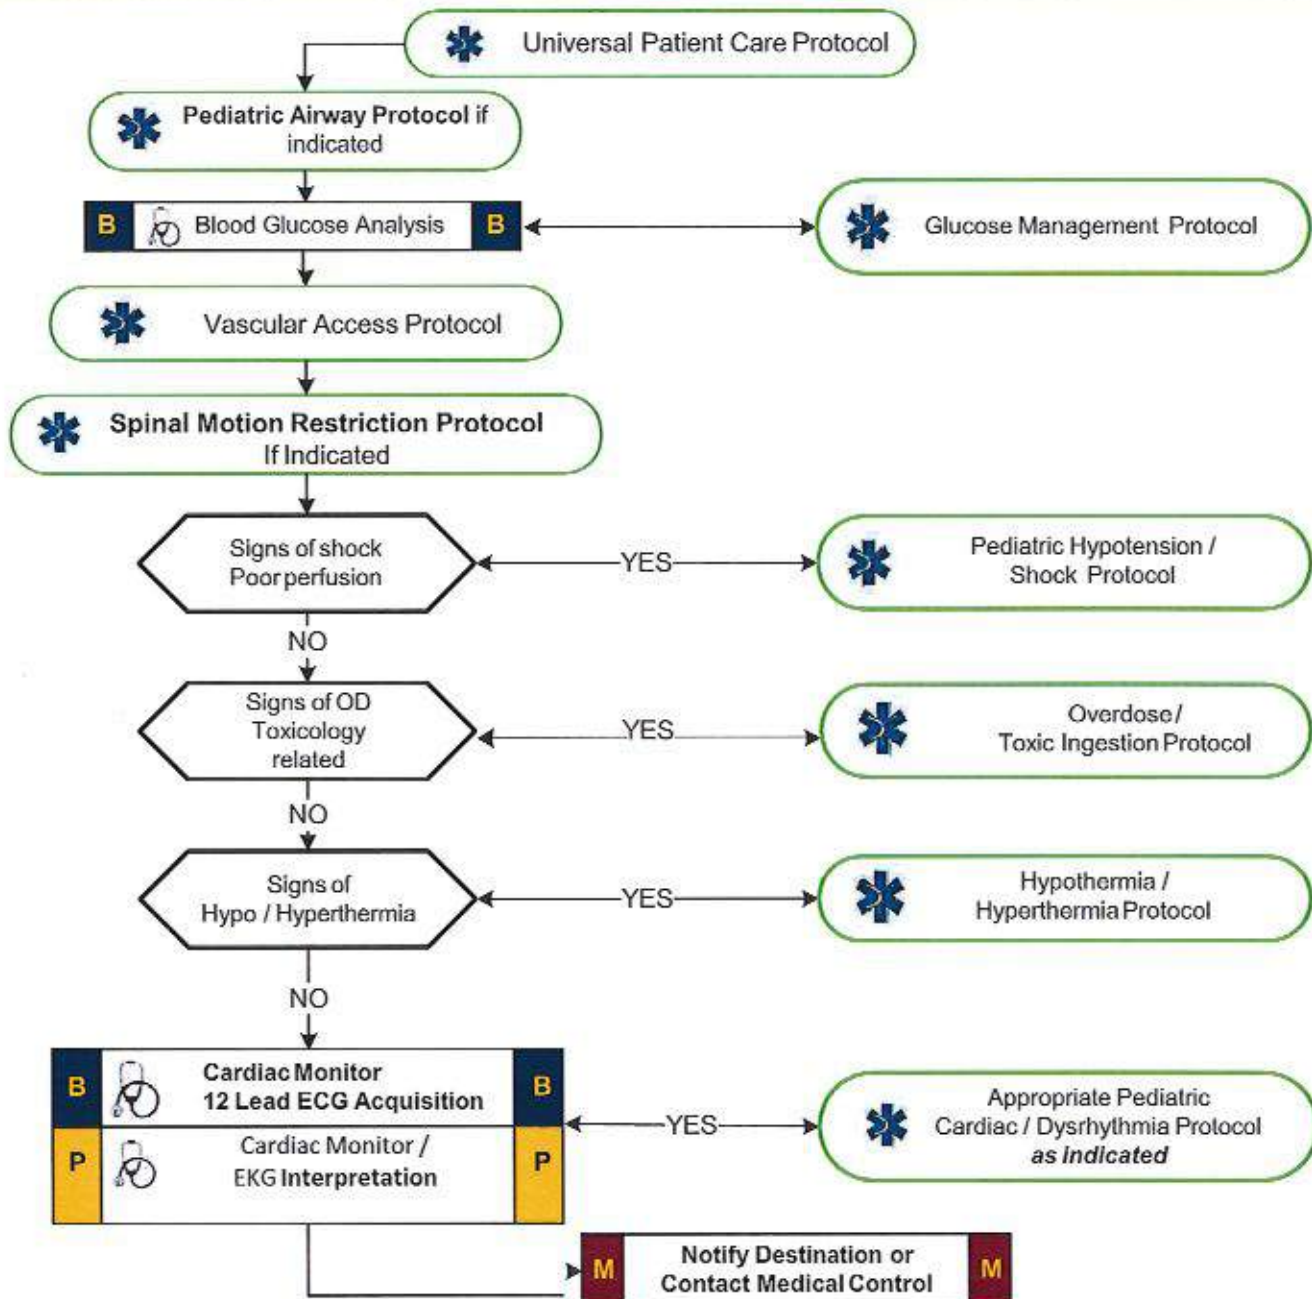 Universal Patient Care Protocol
Pediatric Airway Protocol if
indicated
B
Blood Glucose Analysis
B
Glucose Management Protocol
Vascular Access Protocol
Spinal Motion Restriction Protocol
If Indicated
Signs of shock
Poor perfusion
YES
Pediatric Hypotension /
Shock Protocol
NO
Signs of OD
Toxicology
related
YES
Overdose /
Toxic Ingestion Protocol
NO
Signs of
Hypo / Hyperthermia
YES
Hypothermia /
Hyperthermia Protocol
NO
B
Cardiac Monitor
12 Lead ECG Acquisition
B
P
Cardiac Monitor /
EKG Interpretation
P
YES
Appropriate Pediatric
Cardiac / Dysrhythmia Protocol
as indicated
M
Notify Destination or
Contact Medical Control
M